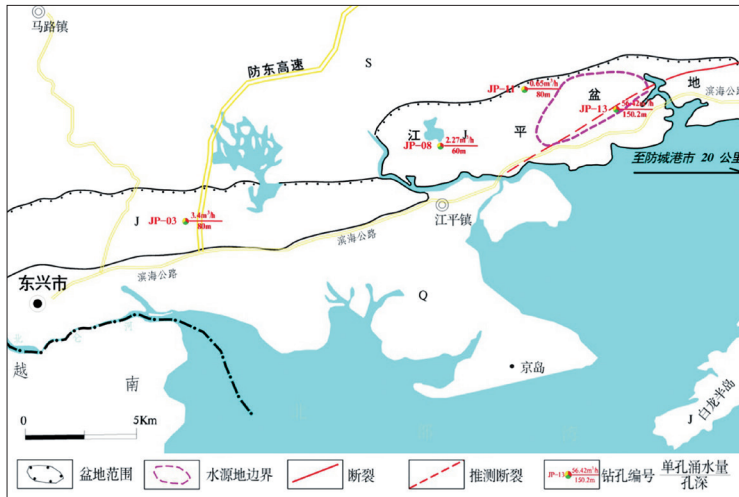 马路镇
防东高速
S
地
滨海公路
盆
JP-11 0.65m³/h
80m
JP-13 56.42m³/h
150.2m
江
J
平
JP-08 2.27m³/h
60m
至防城港市 20 公里
J
JP-03 3.4m³/h
80m
江平镇
滨海公路
滨海公路
东兴市
Q
京岛
越
南
白龙半岛
J
0
5Km
盆地范围
水源地边界
断裂
推测断裂
JP-13 56.42m³/h
150.2m
钻孔编号
单孔涌水量
孔深